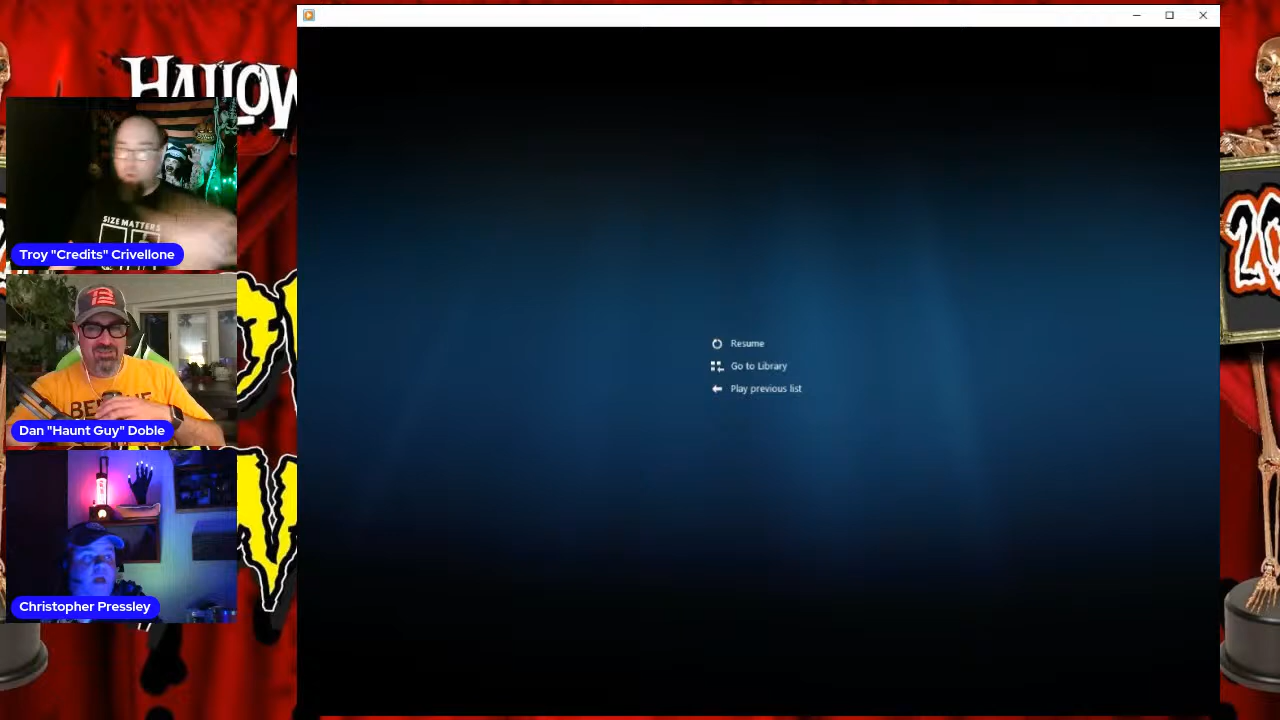 SIZE MATTERS
Troy "Credits" Crivellone
Dan "Haunt Guy" Doble
Christopher Pressley
Resume
Go to Library
Play previous list